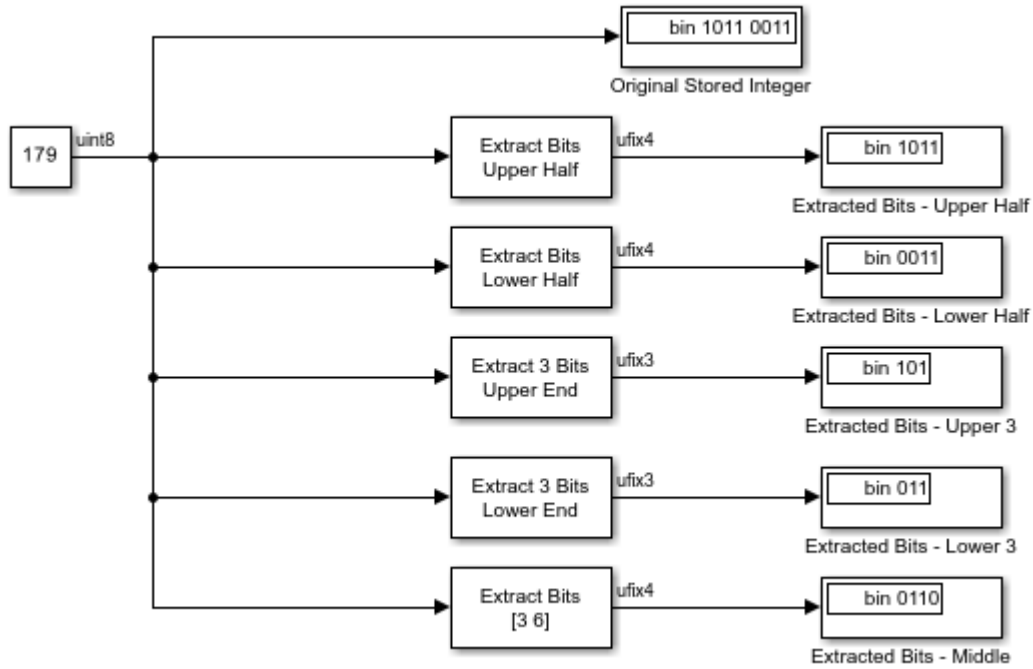 bin 1011 0011
Original Stored Integer
179
uint8
Extract Bits
Upper Half
ufix4
bin 1011
Extracted Bits - Upper Half
Extract Bits
Lower Half
ufix4
bin 0011
Extracted Bits - Lower Half
Extract 3 Bits
Upper End
ufix3
bin 101
Extracted Bits - Upper 3
Extract 3 Bits
Lower End
ufix3
bin 011
Extracted Bits - Lower 3
Extract Bits
[3 6]
ufix4
bin 0110
Extracted Bits - Middle